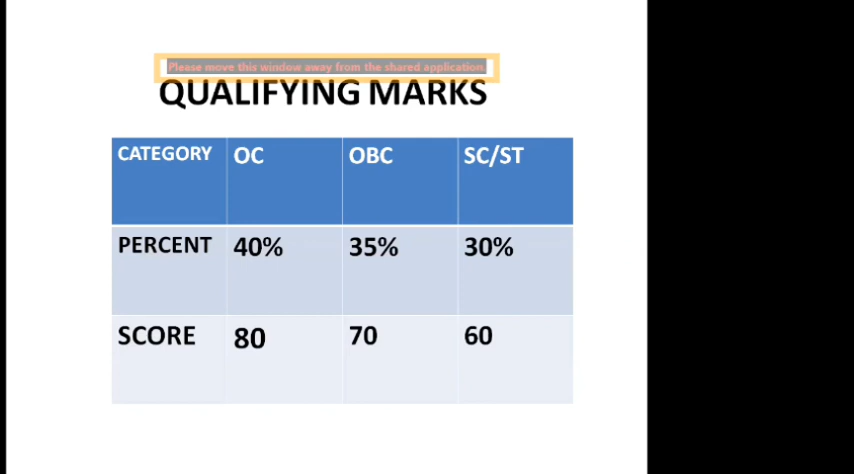 Please move this window away from the shared application.
QUALIFYING MARKS
CATEGORY OC OBC SC/ST
PERCENT 40% 35% 30%
SCORE 80 70 60